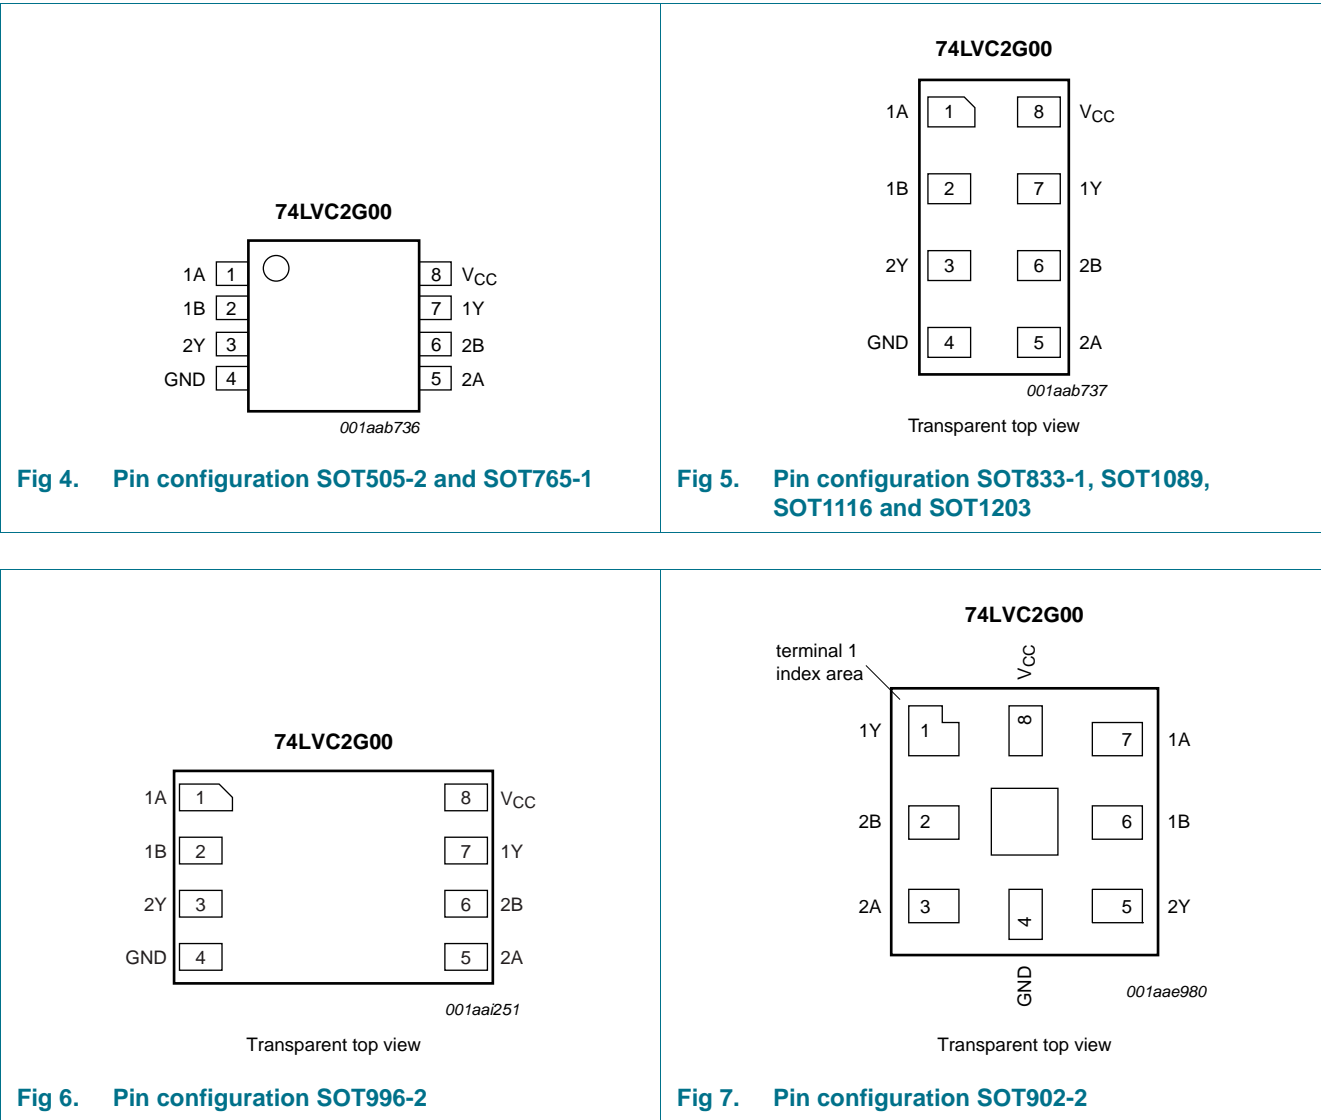 74LVC2G00
1A 1 8 VCC
1B 2 7 1Y
2Y 3 6 2B
GND 4 5 2A
001aab736
Fig 4. Pin configuration SOT505-2 and SOT765-1
74LVC2G00
1A 1 8 VCC
1B 2 7 1Y
2Y 3 6 2B
GND 4 5 2A
001aab737
Transparent top view
Fig 5. Pin configuration SOT833-1, SOT1089,
SOT1116 and SOT1203
74LVC2G00
1A 1 8 VCC
1B 2 7 1Y
2Y 3 6 2B
GND 4 5 2A
001aai251
Transparent top view
Fig 6. Pin configuration SOT996-2
74LVC2G00
terminal 1
index area
VCC
1Y 1 8 7 1A
2B 2 6 1B
2A 3 4 5 2Y
GND
001aae980
Transparent top view
Fig 7. Pin configuration SOT902-2